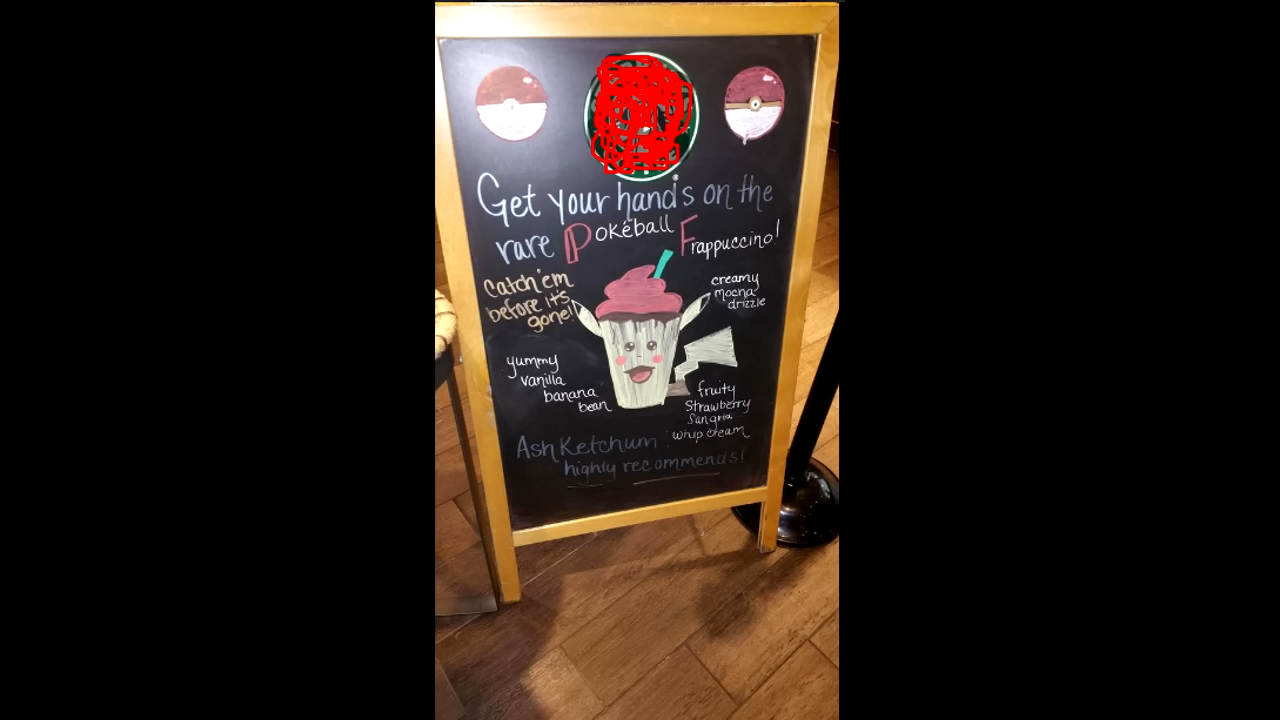 Get your hands on the
rare Pokéball Frappuccino!
Catch 'em
before it's
gone!
creamy
mocha
drizzle
yummy
vanilla
banana
bean
fruity
Strawberry
Sangria
whip cream
Ash Ketchum
highly recommends!